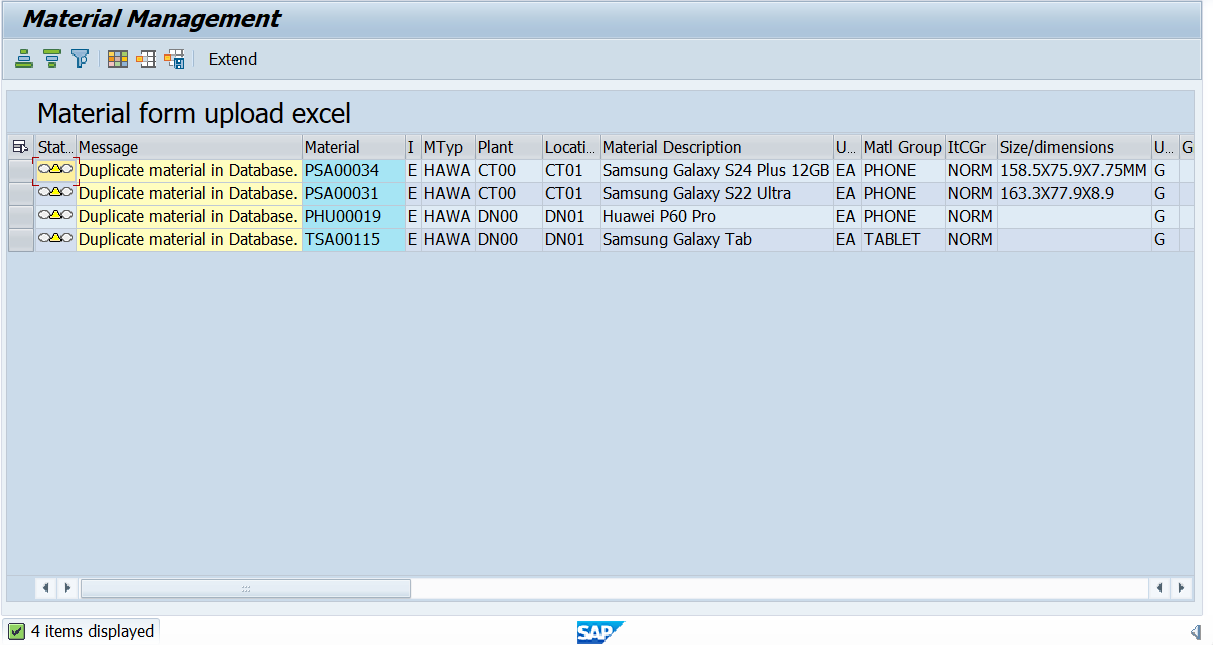 Material Management
Extend
Material form upload excel
Stat... Message Material I MTyp Plant Locati... Material Description U... Matl Group ItCGr Size/dimensions U... G
Duplicate material in Database. PSA00034 E HAWA CT00 CT01 Samsung Galaxy S24 Plus 12GB EA PHONE NORM 158.5X75.9X7.75MM G
Duplicate material in Database. PSA00031 E HAWA CT00 CT01 Samsung Galaxy S22 Ultra EA PHONE NORM 163.3X77.9X8.9 G
Duplicate material in Database. PHU00019 E HAWA DN00 DN01 Huawei P60 Pro EA PHONE NORM G
Duplicate material in Database. TSA00115 E HAWA DN00 DN01 Samsung Galaxy Tab EA TABLET NORM G
4 items displayed
SAP